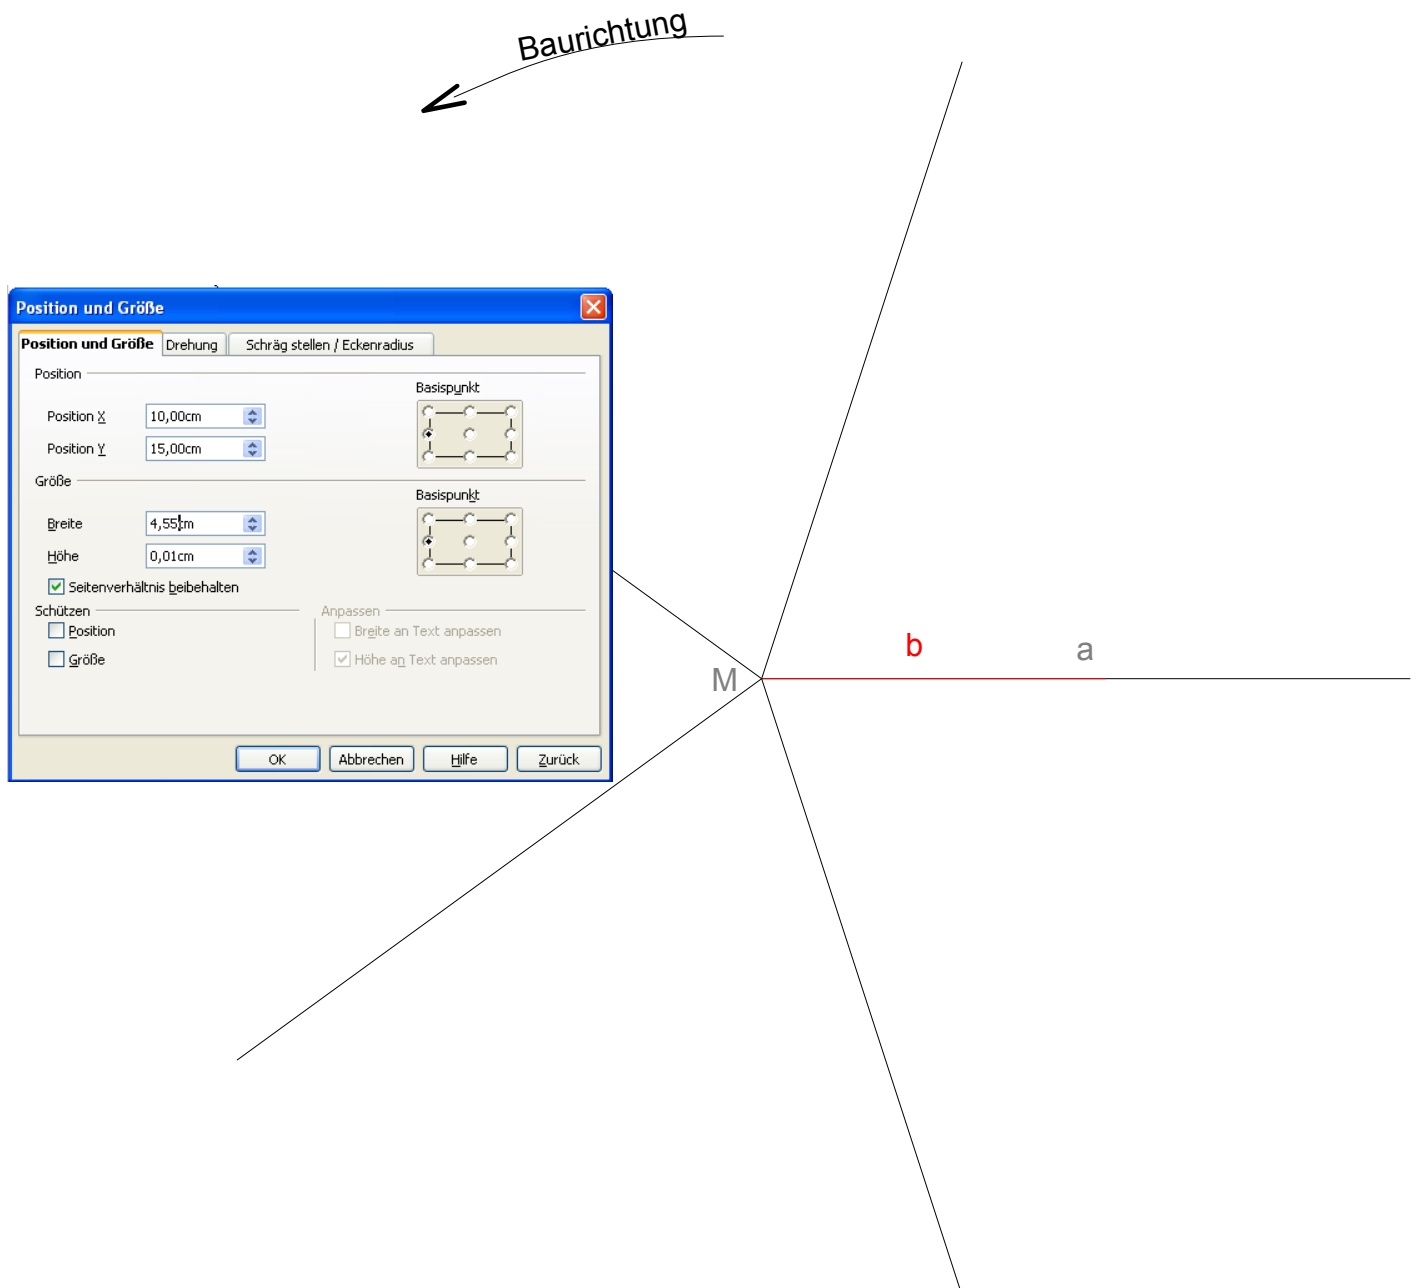 Baurichtung
Position und Größe
Position und Größe Drehung Schräg stellen / Eckenradius
Position
Basispunkt
Position X 10,00cm
Position Y 15,00cm
Größe
Basispunkt
Breite 4,55cm
Höhe 0,01cm
Seitenverhältnis beibehalten
Schützen Anpassen
Position Breite an Text anpassen
Größe Höhe an Text anpassen
OK Abbrechen Hilfe Zurück
b
a
M